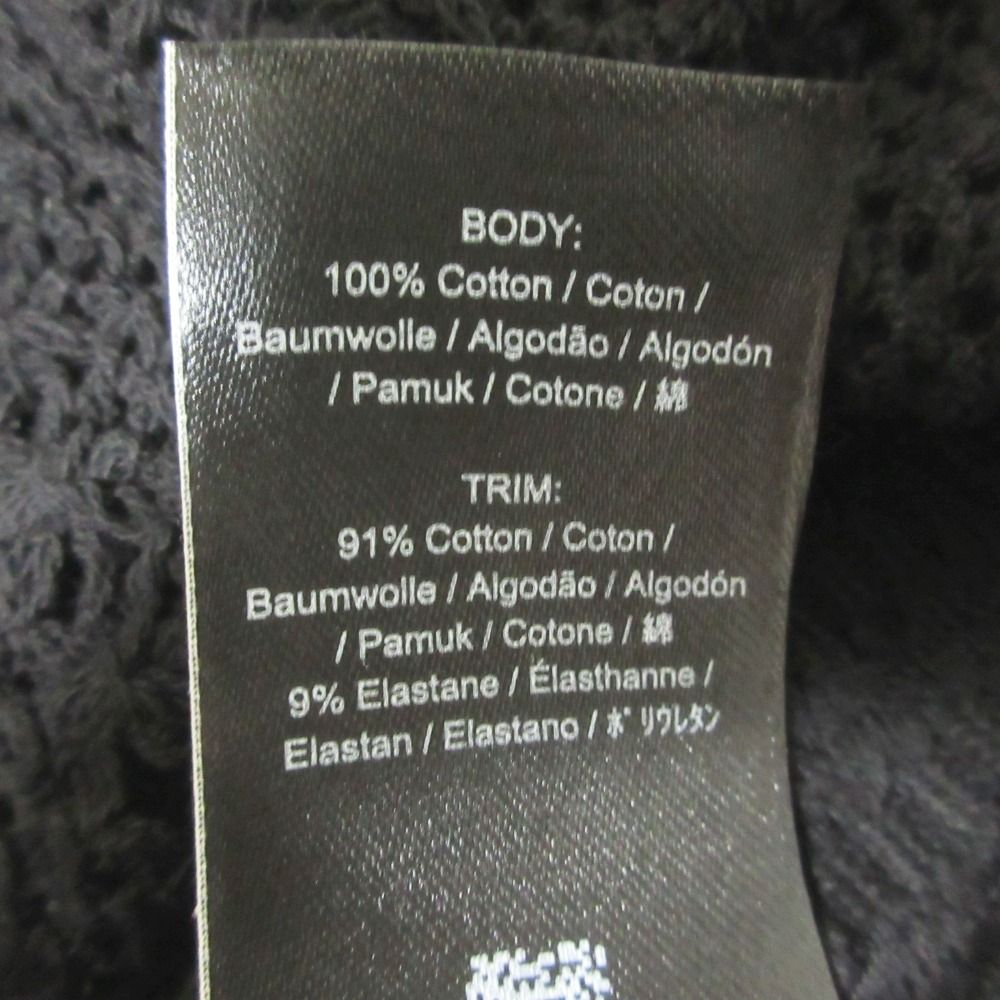 BODY:
100% Cotton / Coton /
Baumwolle / Algodão / Algodón
/ Pamuk / Cotone / 綿
TRIM:
91% Cotton / Coton /
Baumwolle / Algodão / Algodón
/ Pamuk / Cotone / 綿
9% Elastane / Élasthanne /
Elastan / Elastano / ﾎﾟﾘｳﾚﾀﾝ